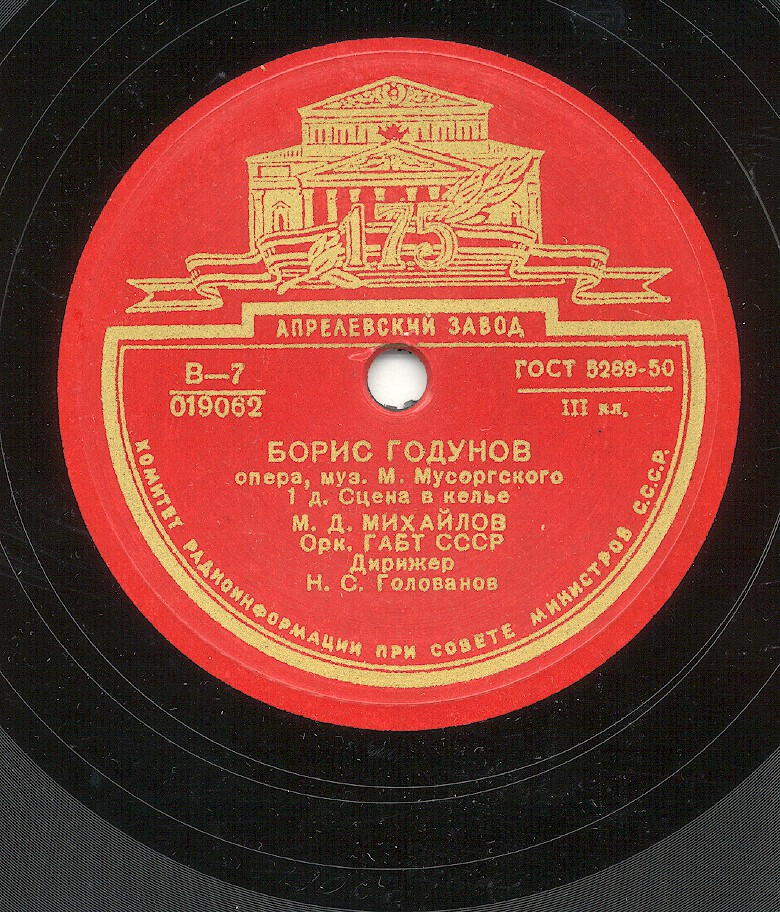 175
АПРЕЛЕВСКИЙ ЗАВОД
В—7
019062
ГОСТ 5289-50
III кл.
БОРИС ГОДУНОВ
опера, муз. М. Мусоргского
1 д. Сцена в келье
М. Д. МИХАЙЛОВ
Орк. ГАБТ СССР
Дирижер
Н. С. Голованов
КОМИТЕТ РАДИОИНФОРМАЦИИ ПРИ СОВЕТЕ МИНИСТРОВ С.С.С.Р.